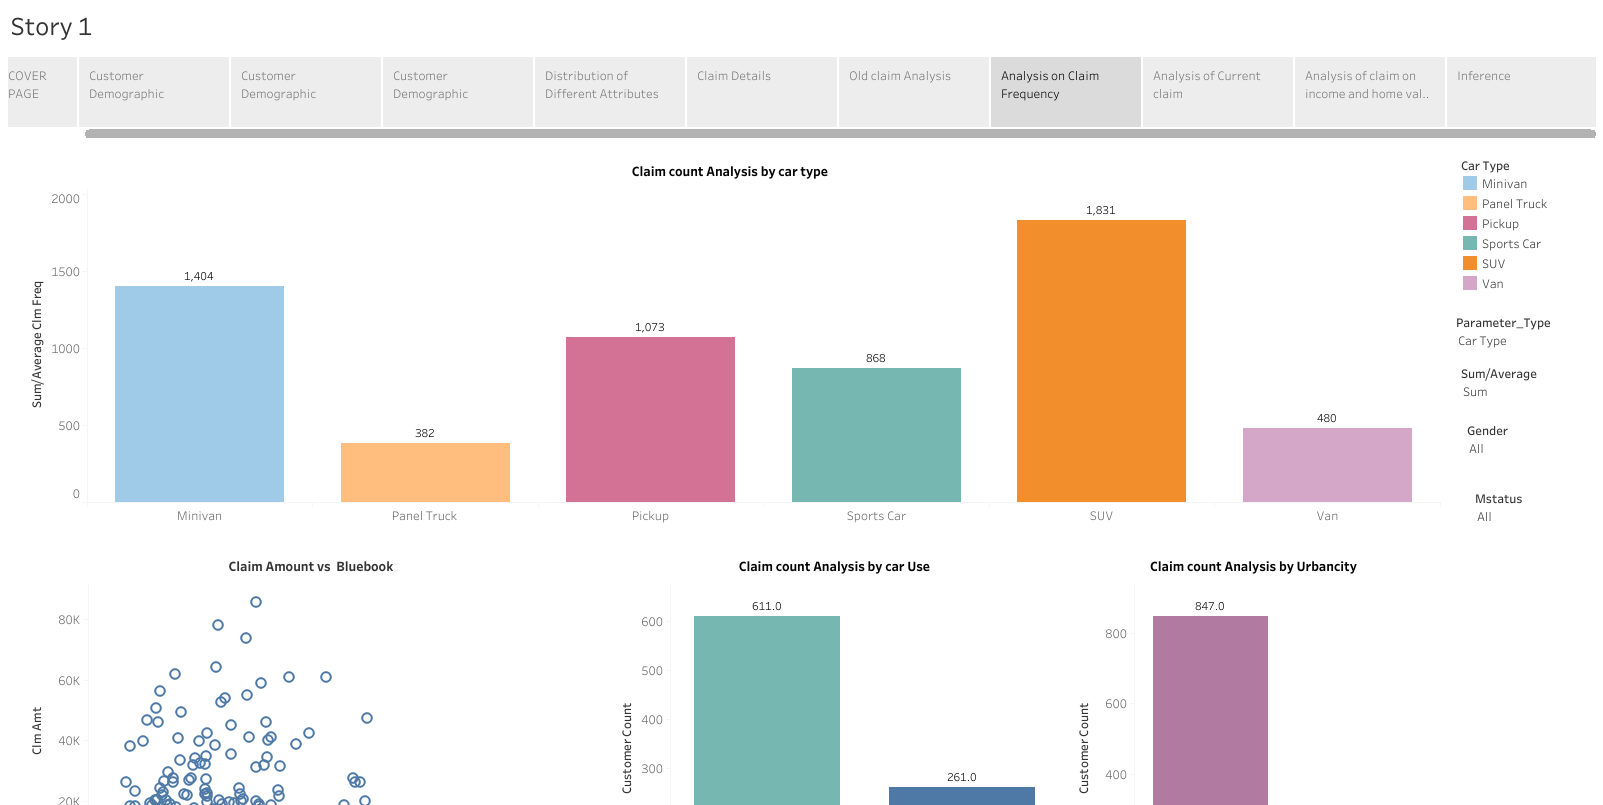 Story 1
COVER
PAGE
Customer
Demographic
Customer
Demographic
Customer
Demographic
Distribution of
Different Attributes
Claim Details
Old claim Analysis
Analysis on Claim
Frequency
Analysis of Current
claim
Analysis of claim on
income and home val..
Inference
Claim count Analysis by car type
Sum/Average Clm Freq
2000
1500
1000
500
0
1,404
382
1,073
868
1,831
480
Minivan
Panel Truck
Pickup
Sports Car
SUV
Van
Car Type
Minivan
Panel Truck
Pickup
Sports Car
SUV
Van
Parameter_Type
Car Type
Sum/Average
Sum
Gender
All
Mstatus
All
Claim Amount vs Bluebook
Clm Amt
80K
60K
40K
20K
Claim count Analysis by car Use
Customer Count
600
500
400
300
611.0
261.0
Claim count Analysis by Urbancity
Customer Count
800
600
400
847.0